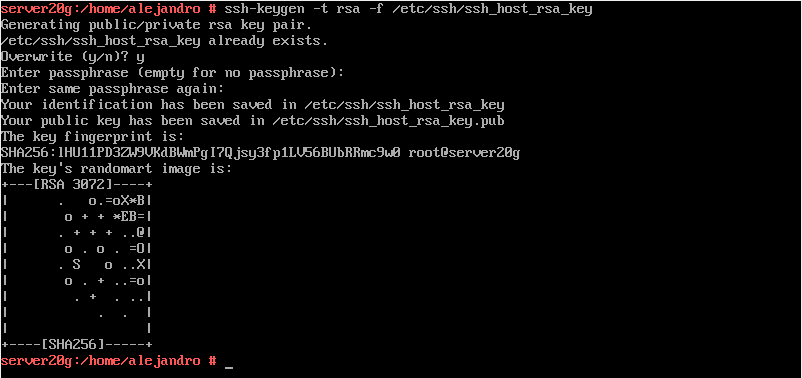 server20g:/home/alejandro # ssh-keygen -t rsa -f /etc/ssh/ssh_host_rsa_key
Generating public/private rsa key pair.
/etc/ssh/ssh_host_rsa_key already exists.
Overwrite (y/n)? y
Enter passphrase (empty for no passphrase):
Enter same passphrase again:
Your identification has been saved in /etc/ssh/ssh_host_rsa_key
Your public key has been saved in /etc/ssh/ssh_host_rsa_key.pub
The key fingerprint is:
SHA256:lHU11PD3ZW9VKdBWmPgI7Qjsy3fp1LV56BUbRRmc9w0 root@server20g
The key's randomart image is:
+---[RSA 3072]----+
|      .   o.=oX*B|
|       o + + *EB=|
|      . + + + ..@|
|       o . o . =O|
|      . S   o ..X|
|       o . + ..=o|
|        . +  . ..|
|           .  .  |
|                 |
+----[SHA256]-----+
server20g:/home/alejandro # _